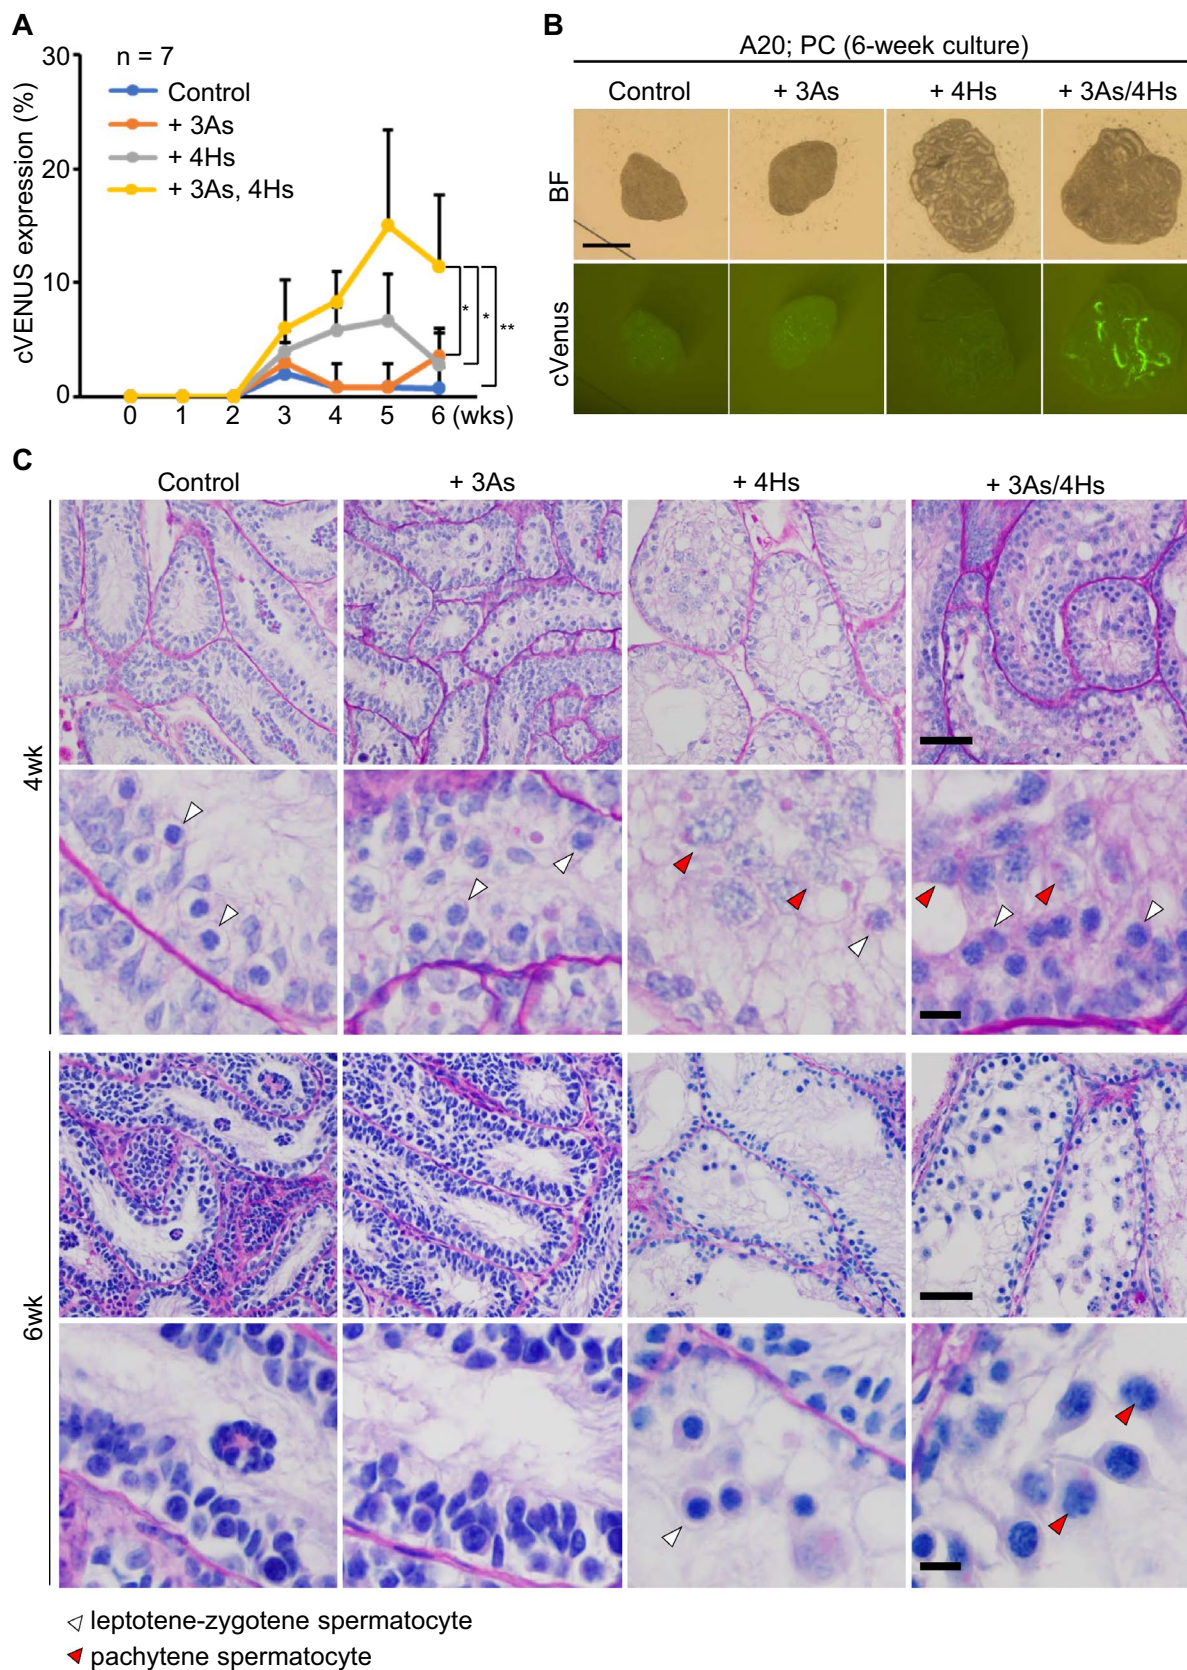 A
n = 7
Control
+ 3As
+ 4Hs
+ 3As, 4Hs
cVENUS expression (%)
30
20
10
0
* * **
0 1 2 3 4 5 6 (wks)
B
A20; PC (6-week culture)
Control + 3As + 4Hs + 3As/4Hs
BF
cVenus
C
Control + 3As + 4Hs + 3As/4Hs
4wk
6wk
leptotene-zygotene spermatocyte
pachytene spermatocyte